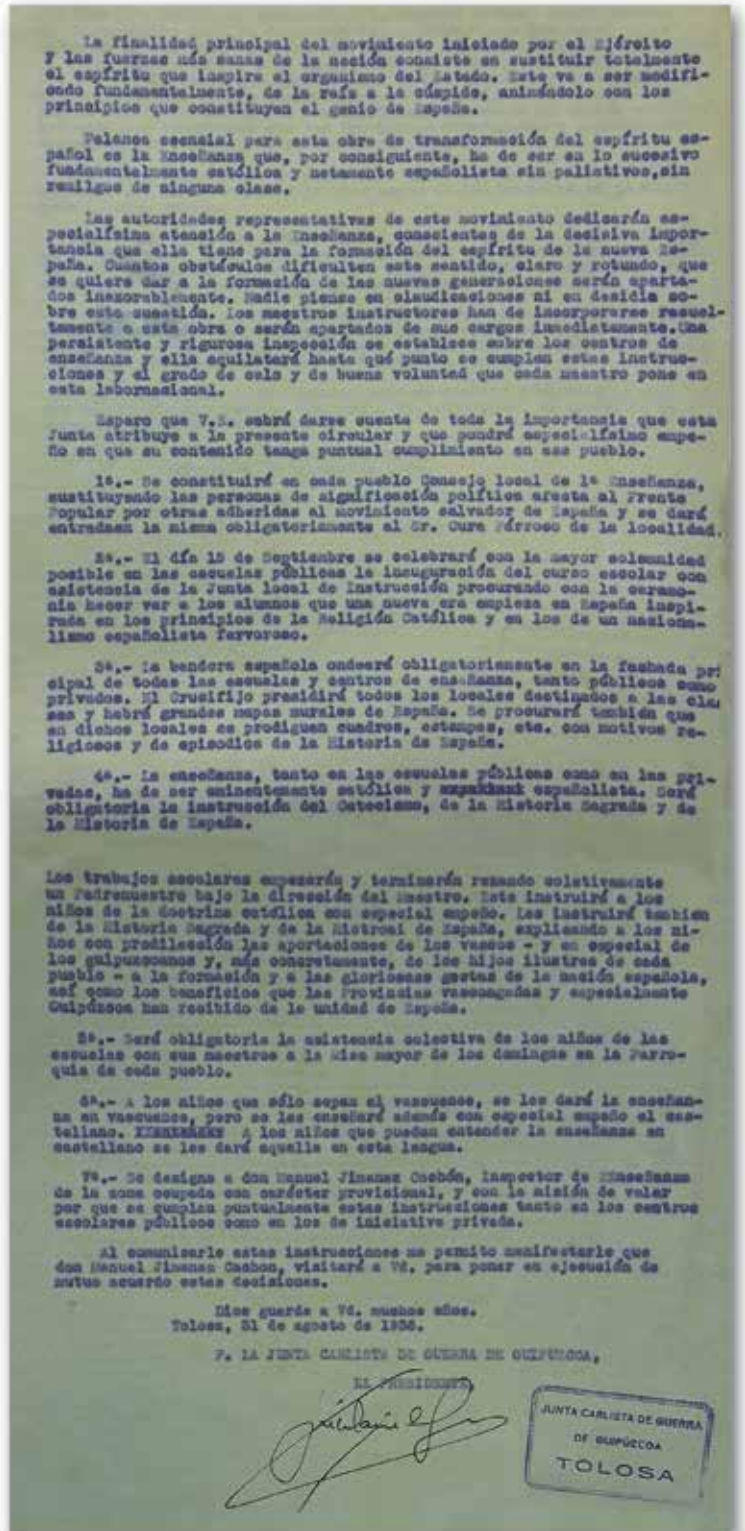 La finalidad principal del movimiento iniciado por el Ejército
y las fuerzas más sanas de la nación consiste en sustituir totalmente
el espíritu que inspira el organismo del Estado. Este va a ser modifi-
cado fundamentalmente, de la raíz a la cúspide, animándolo con los
principios que constituyen el genio de España.
Palanca esencial para esta obra de transformación del espíritu es-
pañol es la Enseñanza que, por consiguiente, ha de ser en lo sucesivo
fundamentalmente católica y netamente españolista sin paliativos,sin
remilgos de ninguna clase.
Las autoridades representativas de este movimiento dedicarán es-
pecialísima atención a la Enseñanza, conscientes de la decisiva impor-
tancia que ella tiene para la formación del espíritu de la nueva Es-
paña. Cuantos obstáculos dificulten este sentido, claro y rotundo, que
se quiere dar a la formación de las nuevas generaciones serán aparta-
dos inexorablemente. Nadie piense en claudicaciones ni en desidia so-
bre esta cuestión. Los maestros instructores han de incorporarse resuel-
tamente a esta obra o serán apartados de sus cargos inmediatamente.Una
persistente y rigurosa inspección se establece sobre los centros de
enseñanza y ella aquilatará hasta qué punto se cumplen estas instruc-
ciones y el grado de celo y de buena voluntad que cada maestro pone en
esta labornacional.
Espero que V.E. sabrá darse cuenta de toda la importancia que esta
Junta atribuye a la presente circular y que pondrá especialísimo empe-
ño en que su contenido tenga puntual cumplimiento en ese pueblo.
1ª.- Se constituirá en cada pueblo Consejo local de 1ª Enseñanza,
sustituyendo las personas de significación política afecta al Frente
Popular por otras adheridas al movimiento salvador de España y se dará
entradaen la misma obligatoriamente al Sr. Cura Párroco de la localidad.
2ª.- El día 15 de Septiembre se celebrará con la mayor solemnidad
posible en las escuelas públicas la inauguración del curso escolar con
asistencia de la Junta local de Instrucción procurando con la ceremo-
nia hacer ver a los alumnos que una nueva era empieza en España inspi-
rada en los principios de la Religión Católica y en los de un naciona-
lismo españolista fervoroso.
3ª.- La bandera española ondeará obligatoriamente en la fachada pri
cipal de todas las escuelas y centros de enseñanza, tanto públicos como
privados. El Crucifijo presidirá todos los locales destinados a las cla
ses y habrá grandes mapas murales de España. Se procurará también que
en dichos locales se prodiguen cuadros, estampas, etc. con motivos re-
ligiosos y de episodios de la Historia de España.
4ª.- La enseñanza, tanto en las escuelas públicas como en las pri-
vadas, ha de ser eminentemente católica y españolista. Será
obligatoria la instrucción del Catecismo, de la Historia Sagrada y de
la Historia de España.
Los trabajos escolares empezarán y terminarán rezando coletivamente
un Padrenuestro bajo la dirección del Maestro. Este instruirá a los
niños de la doctrina católica con especial empeño. Les instruirá también
de la Historia Sagrada y de la Histroai de España, explicando a los ni-
ños con predilección las aportaciones de los vascos - y en especial de
los guipuzcoanos y, más concretamente, de los hijos ilustres de cada
pueblo - a la formación y a las gloriosas gestas de la nación española,
así como los beneficios que las Provincias vascongadas y especialmente
Guipúzcoa han recibido de la unidad de España.
5ª.- Será obligatoria la asistencia colectiva de los niños de las
escuelas con sus maestros a la Misa mayor de los domingos en la Parro-
quia de cada pueblo.
6ª.- A los niños que sólo sepan el vascuence, se les dará la enseñan-
za en vascuence, pero se les enseñará además con especial empeño el cas-
tellano. A los niños que puedan entender la enseñanza en
castellano se les dará aquella en esta lengua.
7ª.- Se designa a don Manuel Jimenez Cachón, Inspector de EEnseñanza
de la zona ocupada con carácter provisional, y con la misión de velar
por que se cumplan puntualmente estas instrucciones tanto en los centros
escolares públicos como en los de iniciativa privada.
Al comunicarle estas instrucciones me permito manifestarle que
don Manuel Jimenez Cachon, visitará a Vd. para poner en ejecución de
mutuo acuerdo estas decisiones.
Dios guarde a Vd. muchos años.
Tolosa, 31 de agosto de 1936.
P. LA JUNTA CARLISTA DE GUERRA DE GUIPUZCOA,
EL PRESIDENTE,
JUNTA CARLISTA DE GUERRA
DE GUIPÚZCOA
TOLOSA